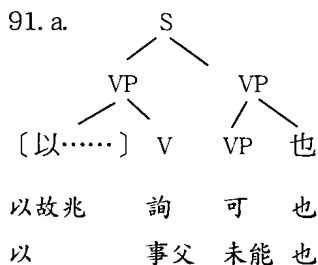 91. a. S
VP VP
〔以⋯⋯〕 V VP 也
以故兆 詢 可 也
以 事父 未能 也